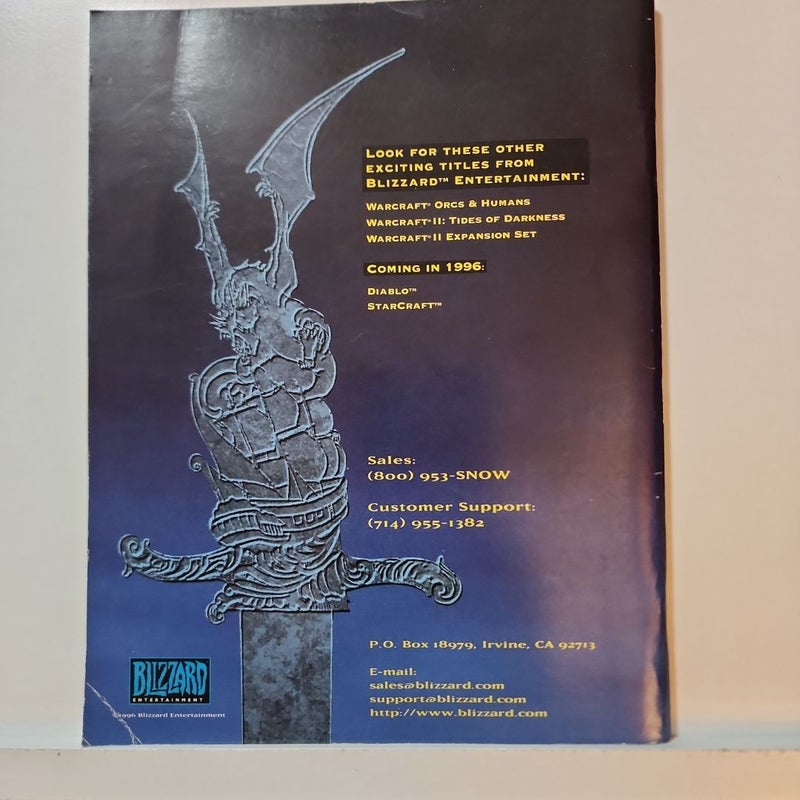 LOOK FOR THESE OTHER
EXCITING TITLES FROM
BLIZZARD™ ENTERTAINMENT:
WARCRAFT® ORCS & HUMANS
WARCRAFT® II: TIDES OF DARKNESS
WARCRAFT® II EXPANSION SET
COMING IN 1996:
DIABLO™
STARCRAFT™
Sales:
(800) 953-SNOW
Customer Support:
(714) 955-1382
P.O. Box 18979, Irvine, CA 92713
E-mail:
sales@blizzard.com
support@blizzard.com
http://www.blizzard.com
BLIZZARD
ENTERTAINMENT
©1996 Blizzard Entertainment